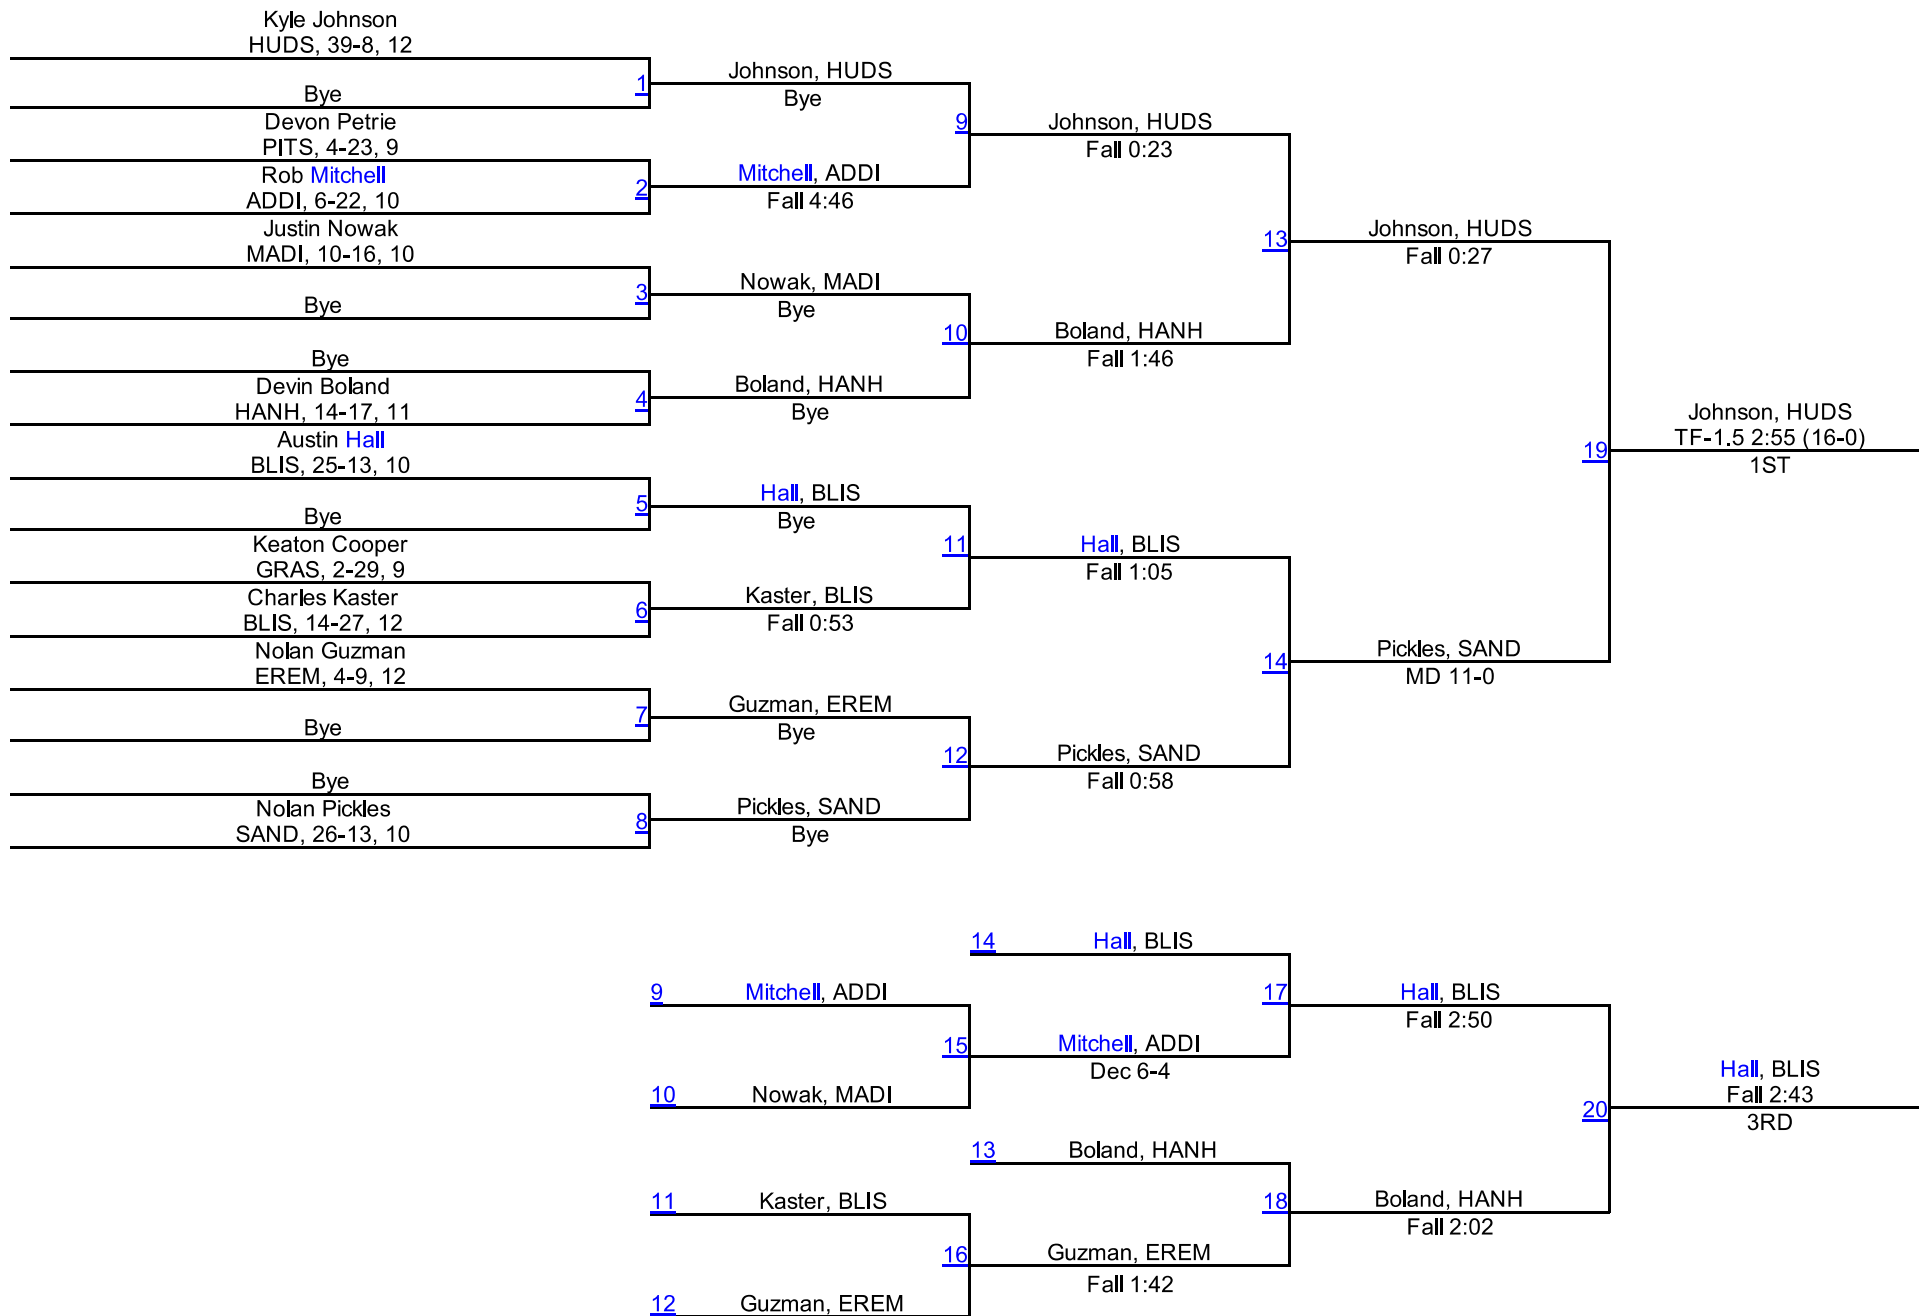 Kyle Johnson
HUDS, 39-8, 12
1
Bye
Devon Petrie
PITS, 4-23, 9
Rob Mitchell
2
ADDI, 6-22, 10
Justin Nowak
MADI, 10-16, 10
3
Bye
Bye
Devin Boland
4
HANH, 14-17, 11
Austin Hall
BLIS, 25-13, 10
5
Bye
Keaton Cooper
GRAS, 2-29, 9
Charles Kaster
6
BLIS, 14-27, 12
Nolan Guzman
EREM, 4-9, 12
7
Bye
Bye
Nolan Pickles
8
SAND, 26-13, 10
Johnson, HUDS
Bye
9
Mitchell, ADDI
Fall 4:46
Nowak, MADI
Bye
10
Boland, HANH
Bye
Hall, BLIS
Bye
11
Kaster, BLIS
Fall 0:53
Guzman, EREM
Bye
12
Pickles, SAND
Bye
Johnson, HUDS
Fall 0:23
13
Boland, HANH
Fall 1:46
Hall, BLIS
Fall 1:05
14
Pickles, SAND
Fall 0:58
Johnson, HUDS
Fall 0:27
19
Pickles, SAND
MD 11-0
Johnson, HUDS
TF-1.5 2:55 (16-0)
1ST
14
Hall, BLIS
9
Mitchell, ADDI
15
10
Nowak, MADI
17
Mitchell, ADDI
Dec 6-4
13
Boland, HANH
11
Kaster, BLIS
16
12
Guzman, EREM
18
Guzman, EREM
Fall 1:42
Hall, BLIS
Fall 2:50
20
Boland, HANH
Fall 2:02
Hall, BLIS
Fall 2:43
3RD